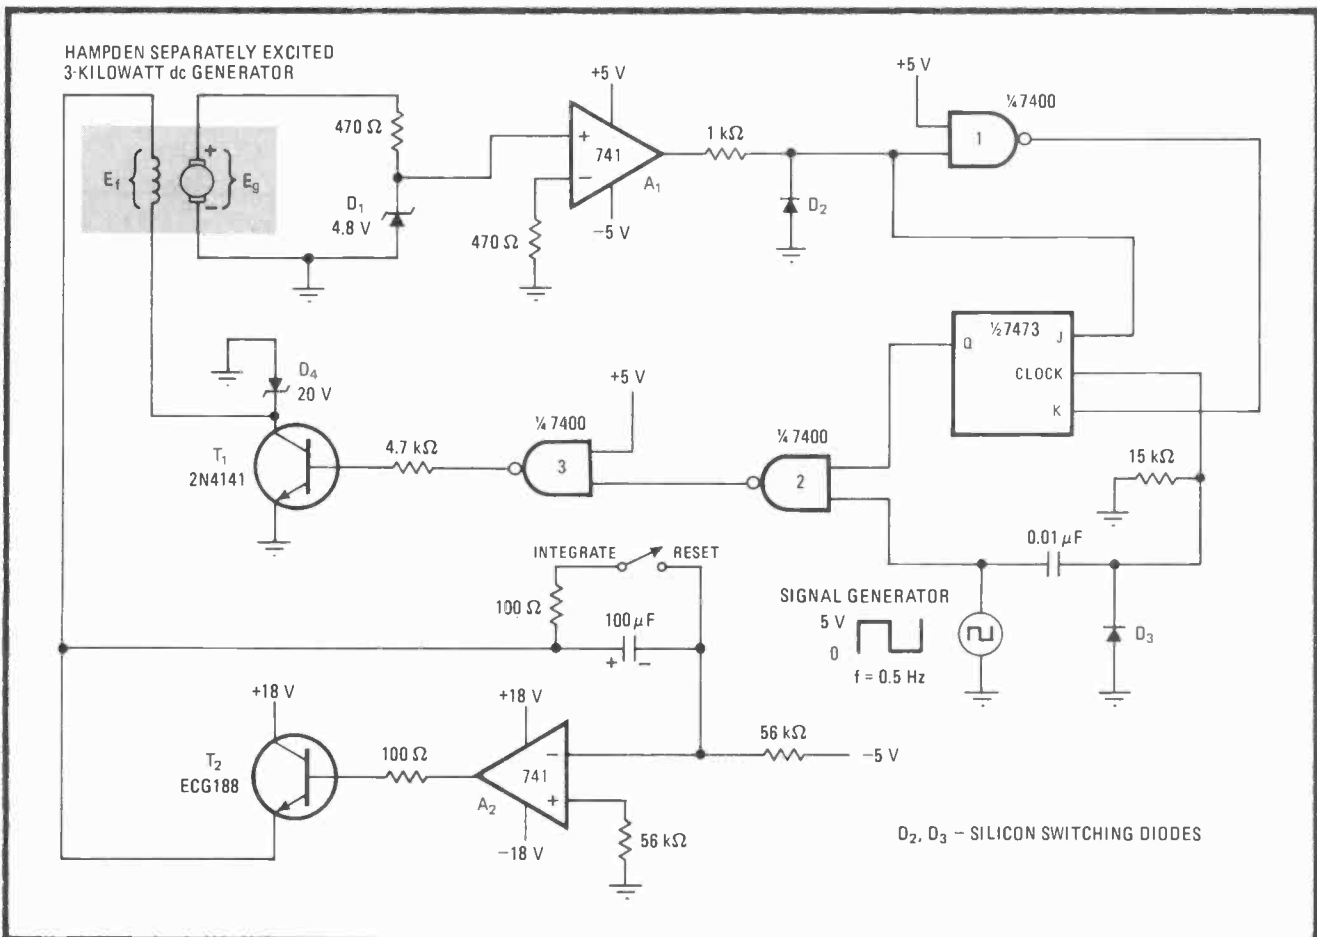 HAMPDEN SEPARATELY EXCITED
3-KILOWATT dc GENERATOR
+5 V
+5 V
¼ 7400
470 Ω
1 kΩ
+
741
−
A₁
1
E_f
+
−
E_g
D₁
4.8 V
−5 V
D₂
470 Ω
½ 7473
Q
J
CLOCK
K
D₄
20 V
+5 V
¼ 7400
¼ 7400
T₁
2N4141
4.7 kΩ
3
2
15 kΩ
INTEGRATE
RESET
0.01 μF
100 Ω
100 μF
+
−
SIGNAL GENERATOR
5 V
0
f = 0.5 Hz
D₃
+18 V
+18 V
T₂
ECG188
100 Ω
−
741
+
A₂
56 kΩ
−5 V
−18 V
56 kΩ
D₂, D₃ – SILICON SWITCHING DIODES